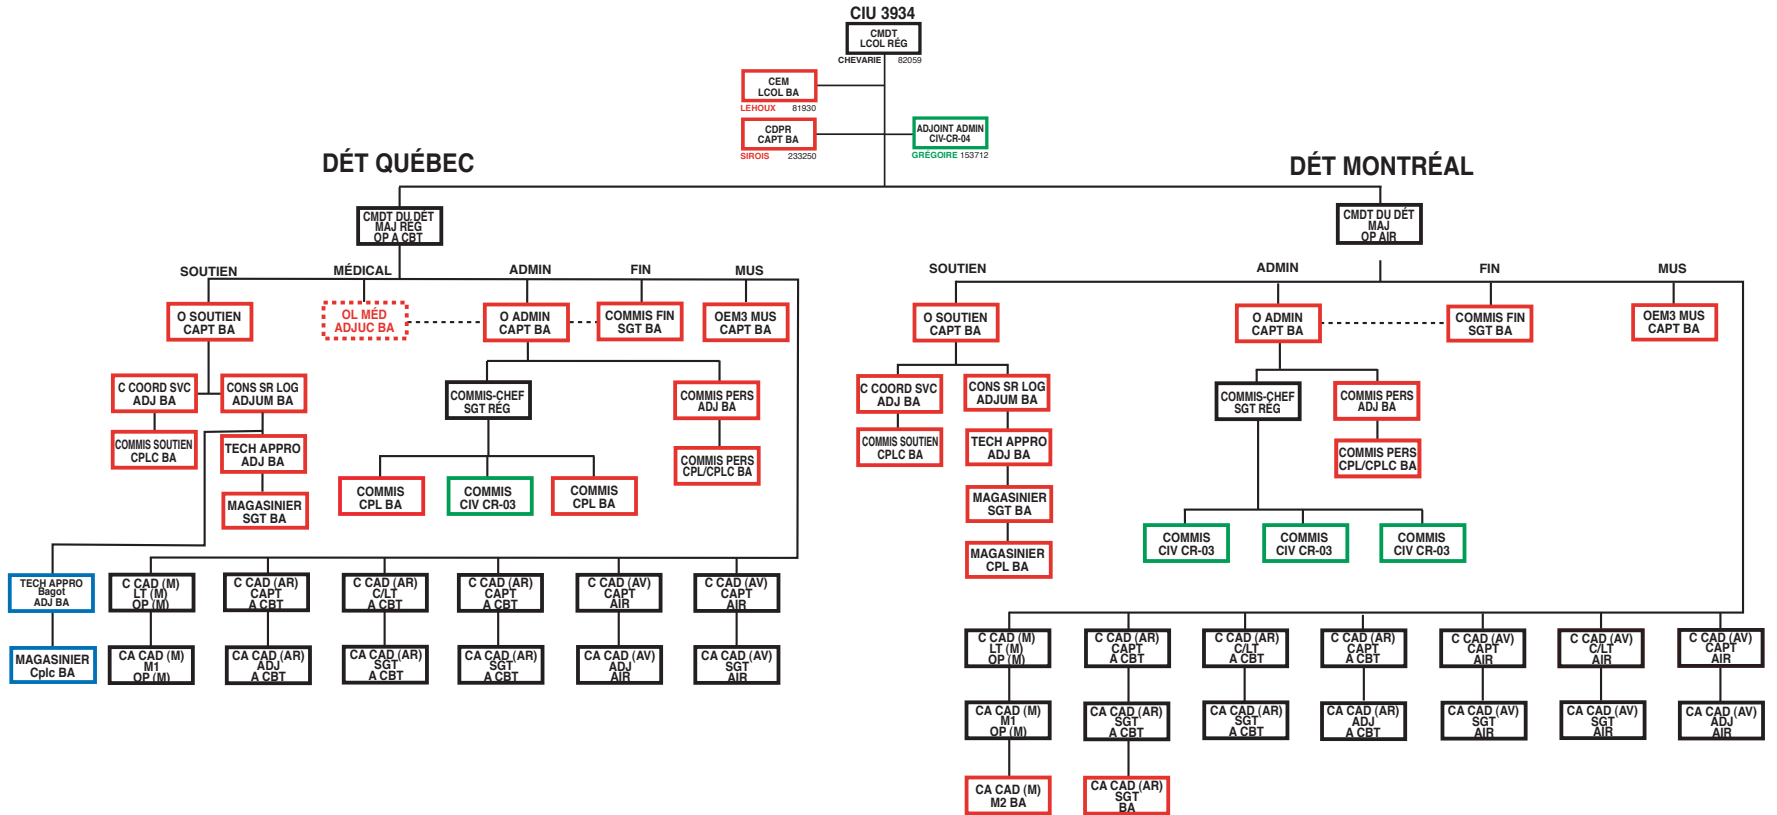 CIU 3934
CMDT
LCOL RÉG
CHEVARIE 82059
CEM
LCOL BA
LEHOUX 81930
CDPR
CAPT BA
SIROIS 233250
ADJOINT ADMIN
CIV-CR-04
GRÉGOIRE 153712
DÉT QUÉBEC
CMDT DU DÉT
MAJ RÉG
OP A CBT
SOUTIEN
MÉDICAL
ADMIN
FIN
MUS
O SOUTIEN
CAPT BA
OL MÉD
ADJUC BA
O ADMIN
CAPT BA
COMMIS FIN
SGT BA
OEM3 MUS
CAPT BA
C COORD SVC
ADJ BA
CONS SR LOG
ADJUM BA
COMMIS-CHEF
SGT RÉG
COMMIS PERS
ADJ BA
COMMIS SOUTIEN
CPLC BA
TECH APPRO
ADJ BA
COMMIS PERS
CPL/CPLC BA
MAGASINIER
SGT BA
COMMIS
CPL BA
COMMIS
CIV CR-03
COMMIS
CPL BA
TECH APPRO
Bagot
ADJ BA
C CAD (M)
LT (M)
OP (M)
C CAD (AR)
CAPT
A CBT
C CAD (AR)
C/LT
A CBT
C CAD (AR)
CAPT
A CBT
C CAD (AV)
CAPT
AIR
C CAD (AV)
CAPT
AIR
MAGASINIER
Cplc BA
CA CAD (M)
M1
OP (M)
CA CAD (AR)
ADJ
A CBT
CA CAD (AR)
SGT
A CBT
CA CAD (AR)
SGT
A CBT
CA CAD (AV)
ADJ
AIR
CA CAD (AV)
SGT
AIR
DÉT MONTRÉAL
CMDT DU DÉT
MAJ
OP AIR
SOUTIEN
ADMIN
FIN
MUS
O SOUTIEN
CAPT BA
O ADMIN
CAPT BA
COMMIS FIN
SGT BA
OEM3 MUS
CAPT BA
C COORD SVC
ADJ BA
CONS SR LOG
ADJUM BA
COMMIS-CHEF
SGT RÉG
COMMIS PERS
ADJ BA
COMMIS SOUTIEN
CPLC BA
TECH APPRO
ADJ BA
COMMIS PERS
CPL/CPLC BA
MAGASINIER
SGT BA
MAGASINIER
CPL BA
COMMIS
CIV CR-03
COMMIS
CIV CR-03
COMMIS
CIV CR-03
C CAD (M)
LT (M)
OP (M)
C CAD (AR)
CAPT
A CBT
C CAD (AR)
C/LT
A CBT
C CAD (AR)
CAPT
A CBT
C CAD (AV)
CAPT
AIR
C CAD (AV)
C/LT
AIR
C CAD (AV)
CAPT
AIR
CA CAD (M)
M1
OP (M)
CA CAD (AR)
SGT
A CBT
CA CAD (AR)
SGT
A CBT
CA CAD (AR)
ADJ
A CBT
CA CAD (AV)
SGT
AIR
CA CAD (AV)
SGT
AIR
CA CAD (AV)
ADJ
AIR
CA CAD (M)
M2 BA
CA CAD (AR)
SGT
BA